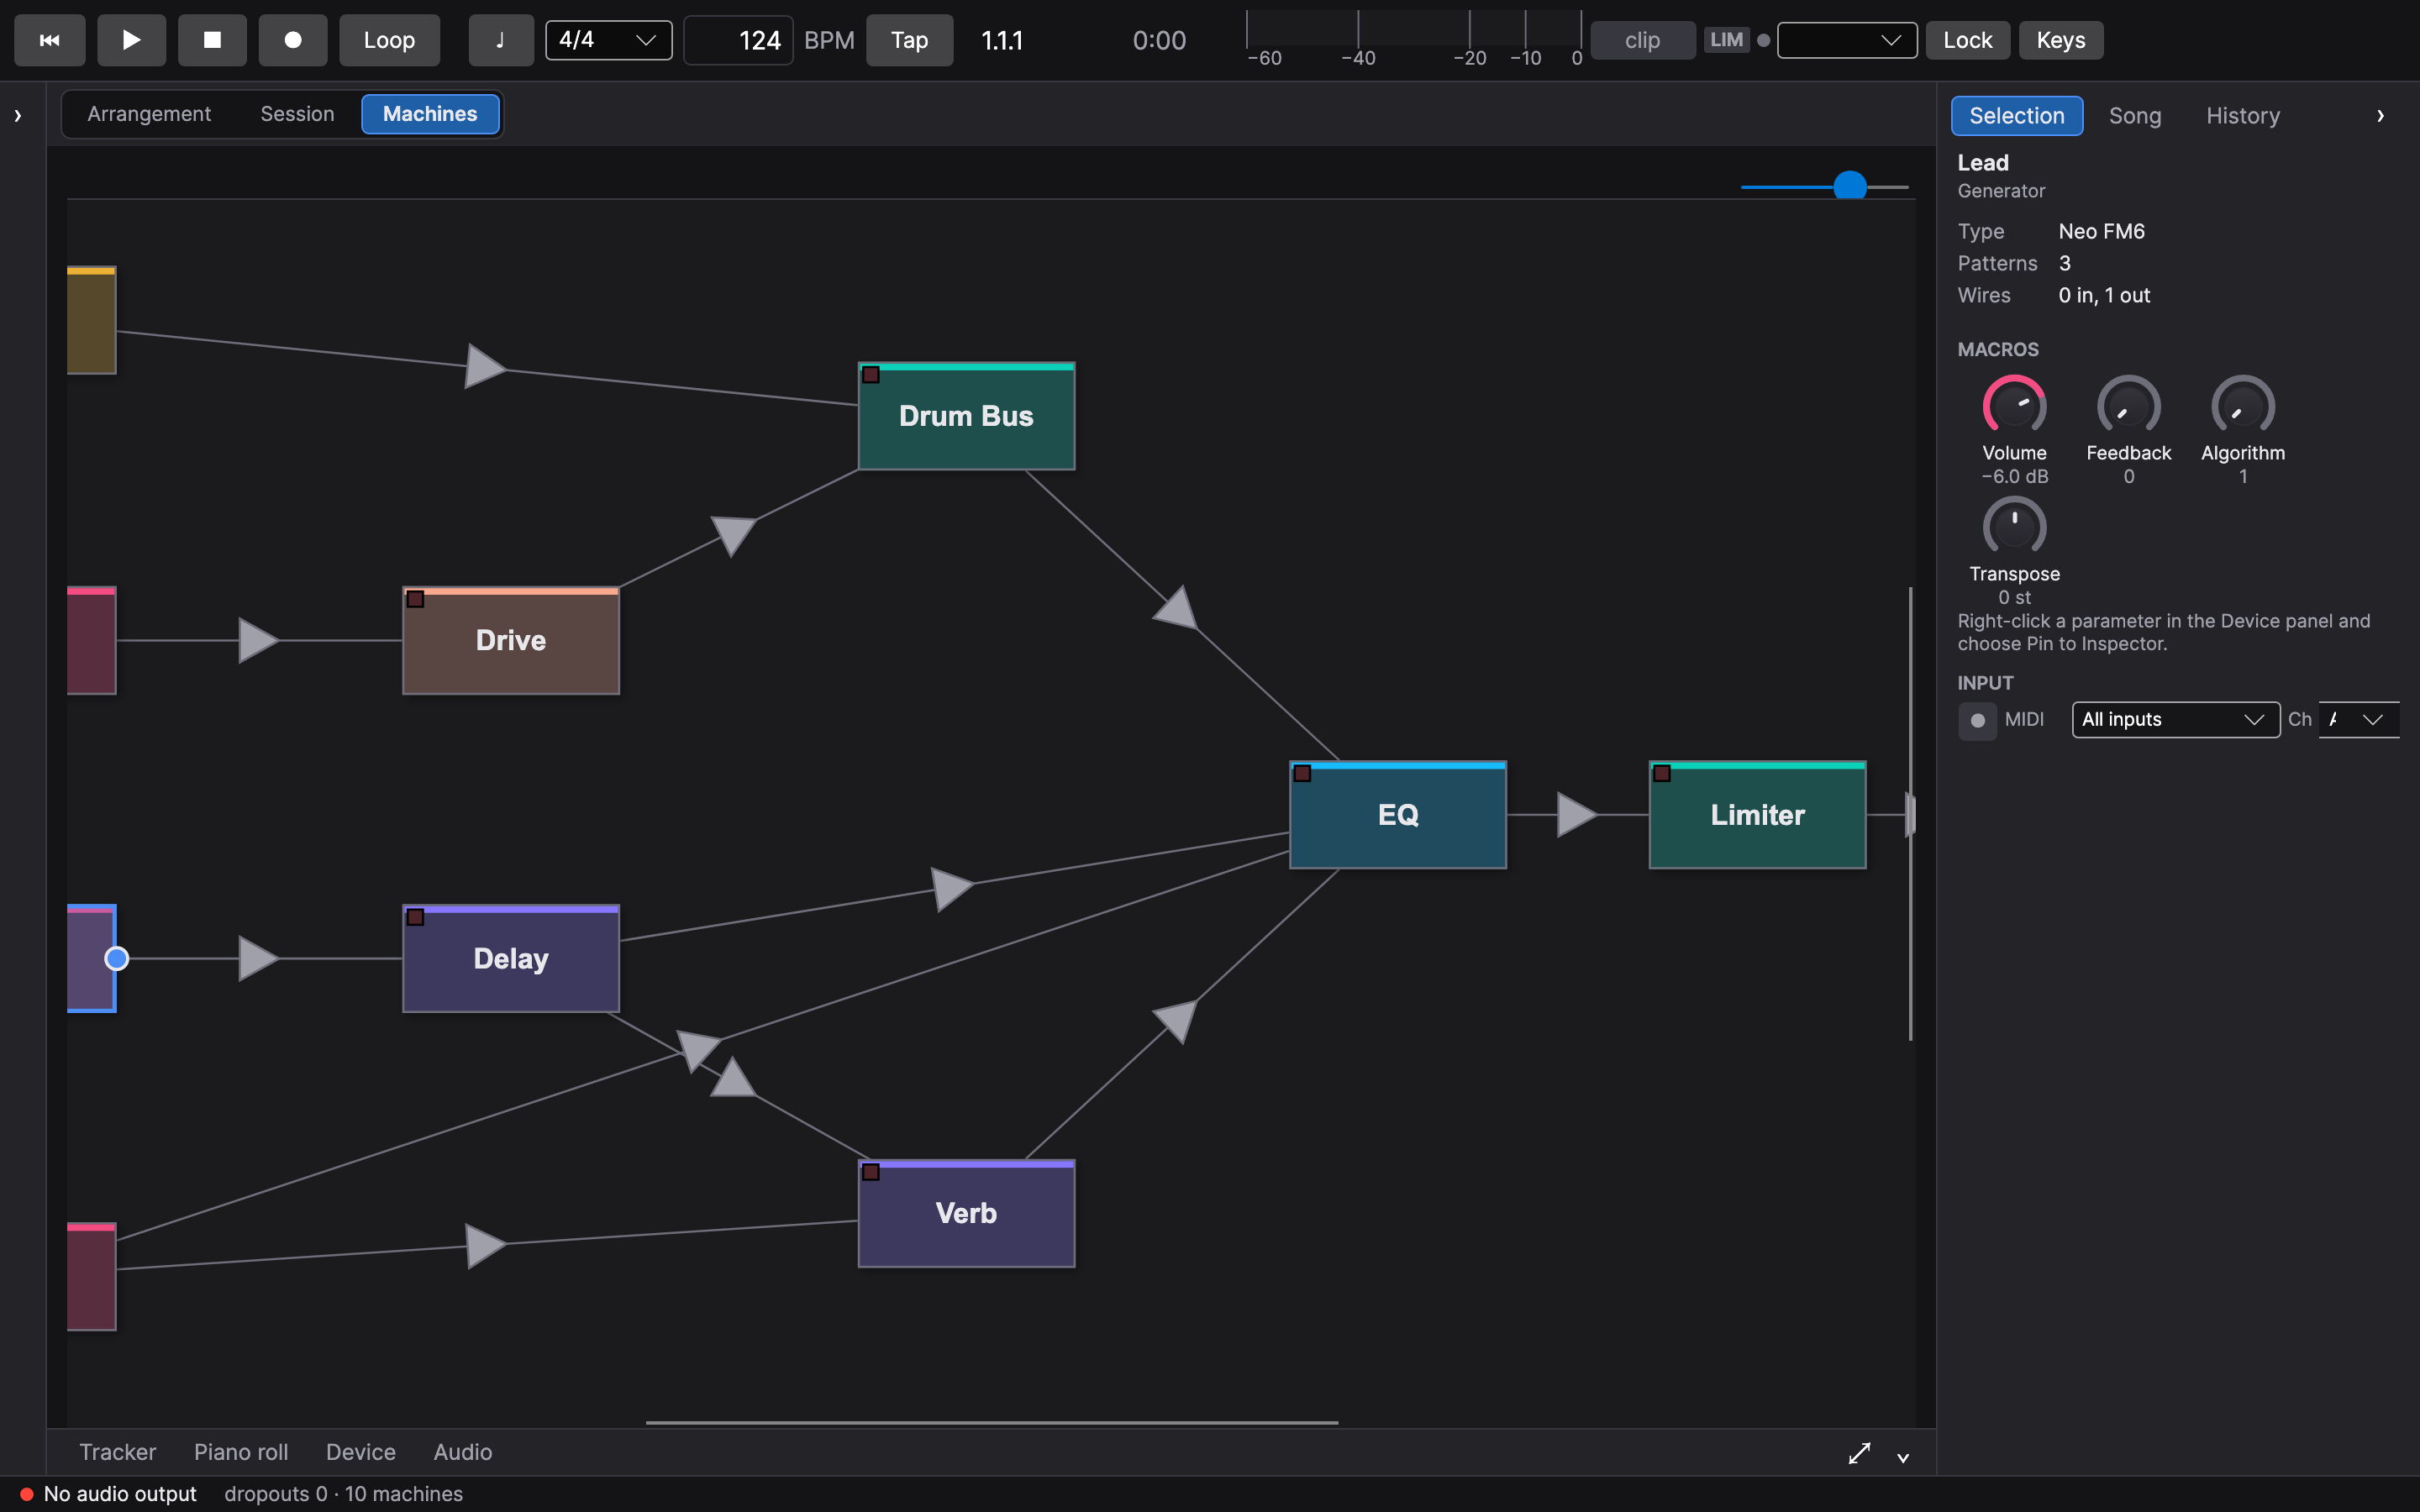 Loop
4/4
124 BPM
Tap
1.1.1
0:00
−60 −40 −20 −10 0
clip
LIM
Lock
Keys
Arrangement Session Machines
Selection Song History
Lead
Generator
Type Neo FM6
Patterns 3
Wires 0 in, 1 out
MACROS
Volume Feedback Algorithm
−6.0 dB 0 1
Transpose
0 st
Right-click a parameter in the Device panel and
choose Pin to Inspector.
INPUT
MIDI All inputs Ch
Drum Bus
Drive
EQ
Limiter
Delay
Verb
Tracker Piano roll Device Audio
No audio output dropouts 0 · 10 machines